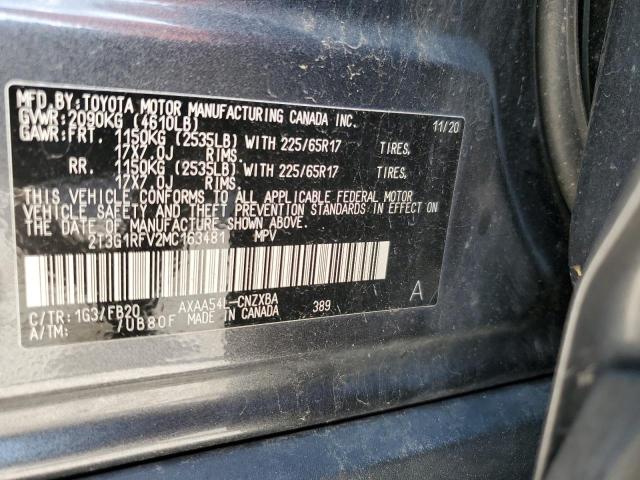 MFD.BY:TOYOTA MOTOR MANUFACTURING CANADA INC.
GVWR:2090KG (4610LB) 11/20
GAWR:FRT. 1150KG (2535LB) WITH 225/65R17 TIRES,
17X7.0J RIMS.
RR. 1150KG (2535LB) WITH 225/65R17 TIRES,
17X7.0J RIMS.
THIS VEHICLE CONFORMS TO ALL APPLICABLE FEDERAL MOTOR
VEHICLE SAFETY AND THEFT PREVENTION STANDARDS IN EFFECT ON
THE DATE OF MANUFACTURE SHOWN ABOVE.
2T3G1RFV2MC163481 MPV
C/TR:1G3/FB20 AXAA54L-CNZXBA 389 A
A/TM: /UB80F MADE IN CANADA